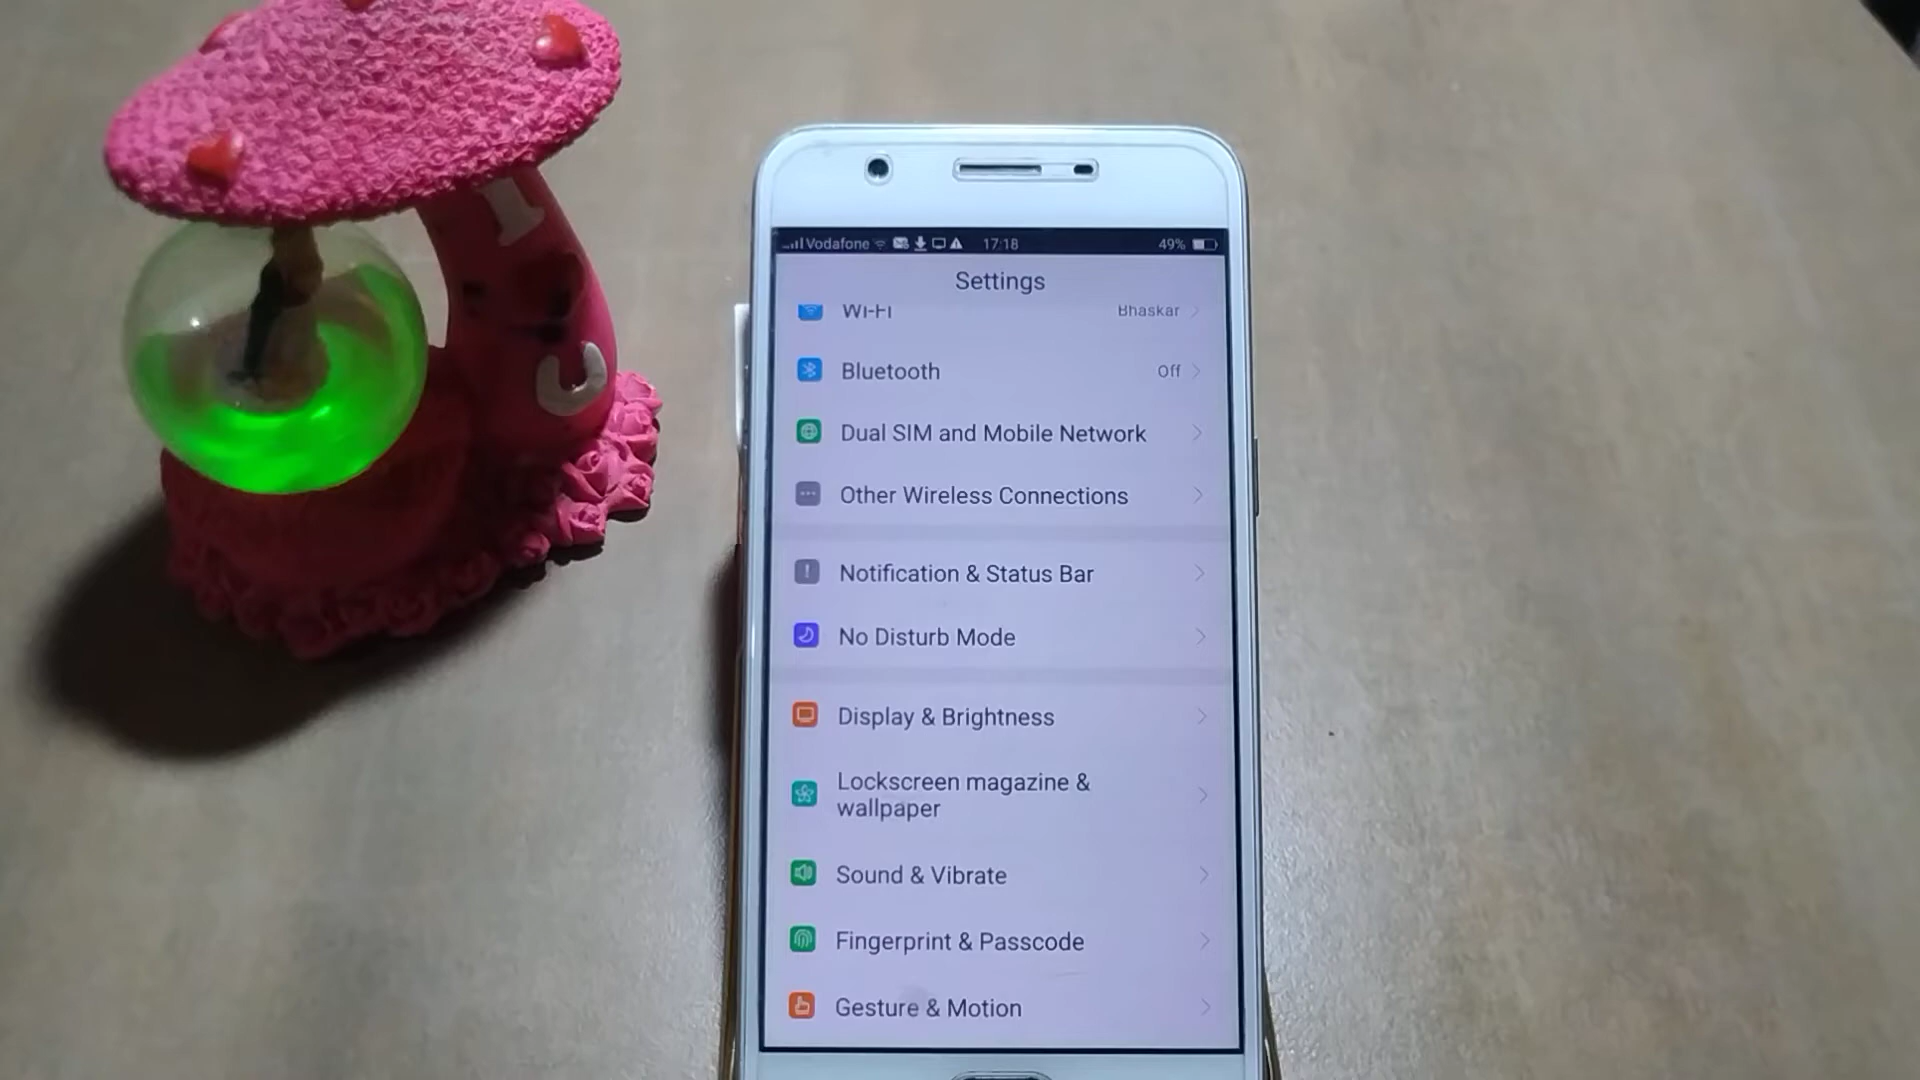 Vodafone 17:18 49%
Settings
Wi-Fi Bhaskar
Bluetooth Off
Dual SIM and Mobile Network
Other Wireless Connections
Notification & Status Bar
No Disturb Mode
Display & Brightness
Lockscreen magazine &
wallpaper
Sound & Vibrate
Fingerprint & Passcode
Gesture & Motion